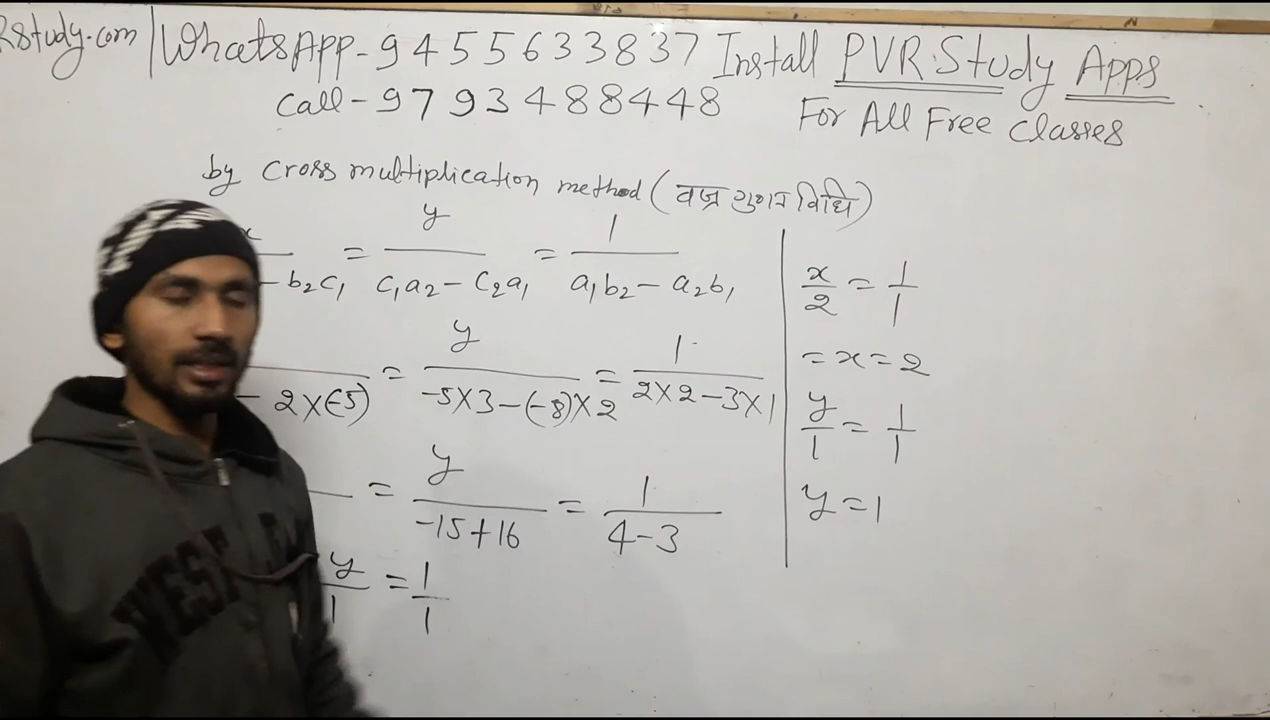 RStudy.com | WhatsApp-9455633837 Install PVR Study Apps
Call-9793488448 For All Free Classes
by Cross multiplication method (वज्र गुणन विधि)
- b₂c₁ = y/(c₁a₂ - c₂a₁) = 1/(a₁b₂ - a₂b₁)
- 2×(-5) = y/(-5×3-(-8)×2) = 1/(2×2-3×1)
= y/(-15+16) = 1/(4-3)
y/1 = 1/1
x/2 = 1/1
= x = 2
y/1 = 1/1
y = 1